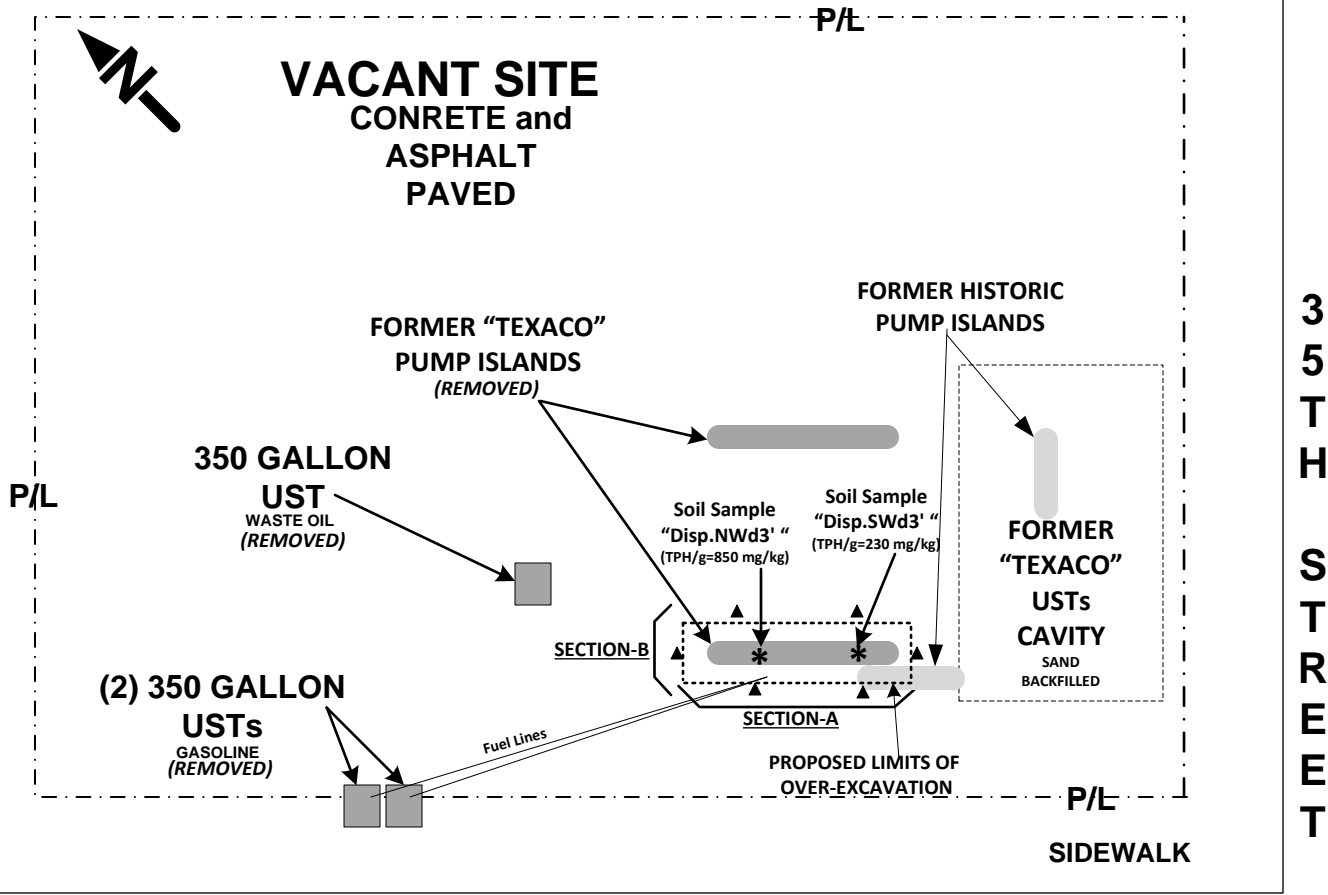 P/L
N
VACANT SITE
CONRETE and
ASPHALT
PAVED
FORMER HISTORIC
PUMP ISLANDS
FORMER “TEXACO”
PUMP ISLANDS
(REMOVED)
350 GALLON
UST
WASTE OIL
(REMOVED)
P/L
Soil Sample
“Disp.NWd3' “
(TPH/g=850 mg/kg)
Soil Sample
“Disp.SWd3' “
(TPH/g=230 mg/kg)
FORMER
“TEXACO”
USTs
CAVITY
SAND
BACKFILLED
SECTION-B
* *
(2) 350 GALLON
USTs
GASOLINE
(REMOVED)
Fuel Lines
SECTION-A
PROPOSED LIMITS OF
OVER-EXCAVATION
P/L
SIDEWALK
35TH STREET